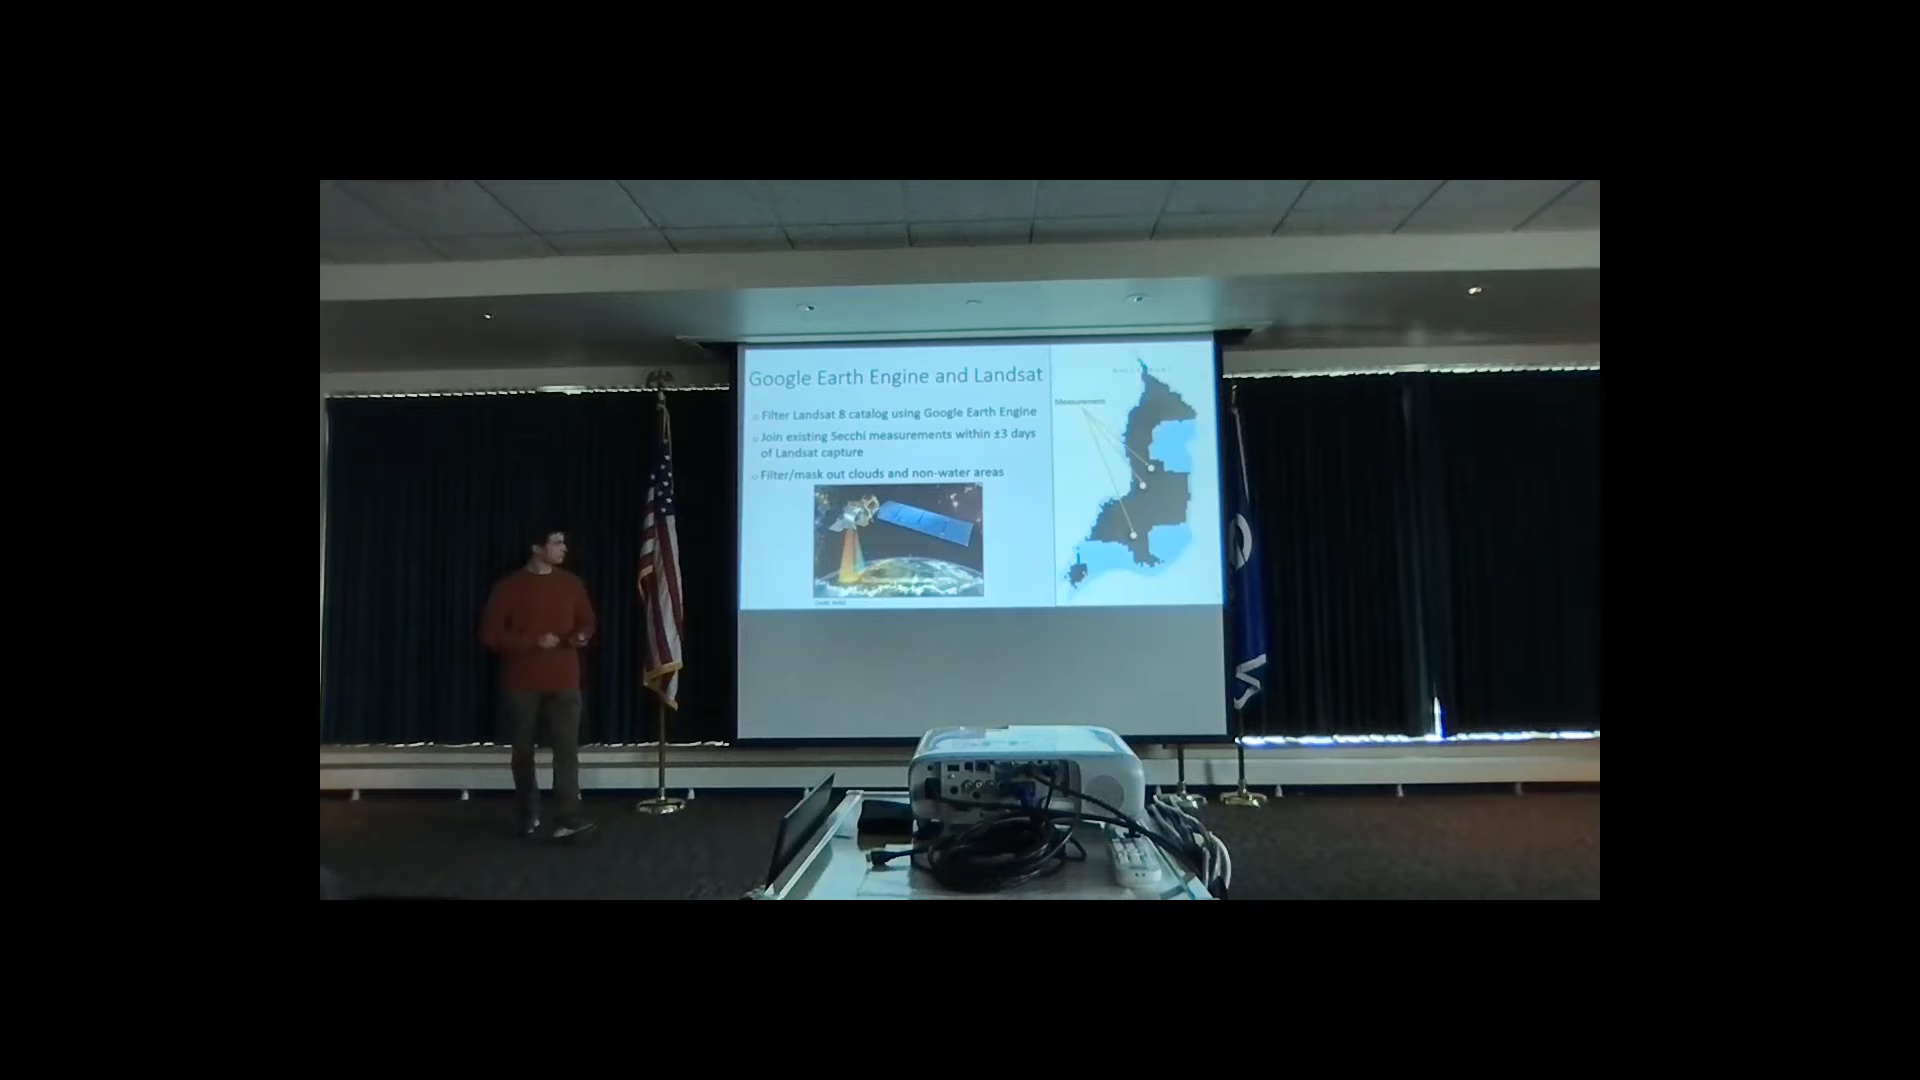 Google Earth Engine and Landsat
Filter Landsat 8 catalog using Google Earth Engine
Join existing Secchi measurements within ±3 days
of Landsat capture
Filter/mask out clouds and non-water areas
Measurement